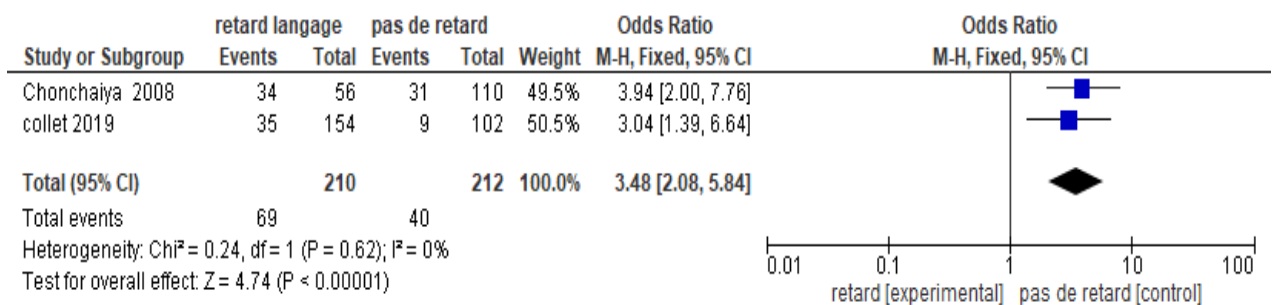 retard langage pas de retard Odds Ratio Odds Ratio
Study or Subgroup Events Total Events Total Weight M-H, Fixed, 95% CI M-H, Fixed, 95% CI
Chonchaiya 2008 34 56 31 110 49.5% 3.94 [2.00, 7.76]
collet 2019 35 154 9 102 50.5% 3.04 [1.39, 6.64]
Total (95% CI) 210 212 100.0% 3.48 [2.08, 5.84]
Total events 69 40
Heterogeneity: Chi² = 0.24, df = 1 (P = 0.62); I² = 0%
Test for overall effect: Z = 4.74 (P < 0.00001)
0.01 0.1 1 10 100
retard [experimental] pas de retard [control]